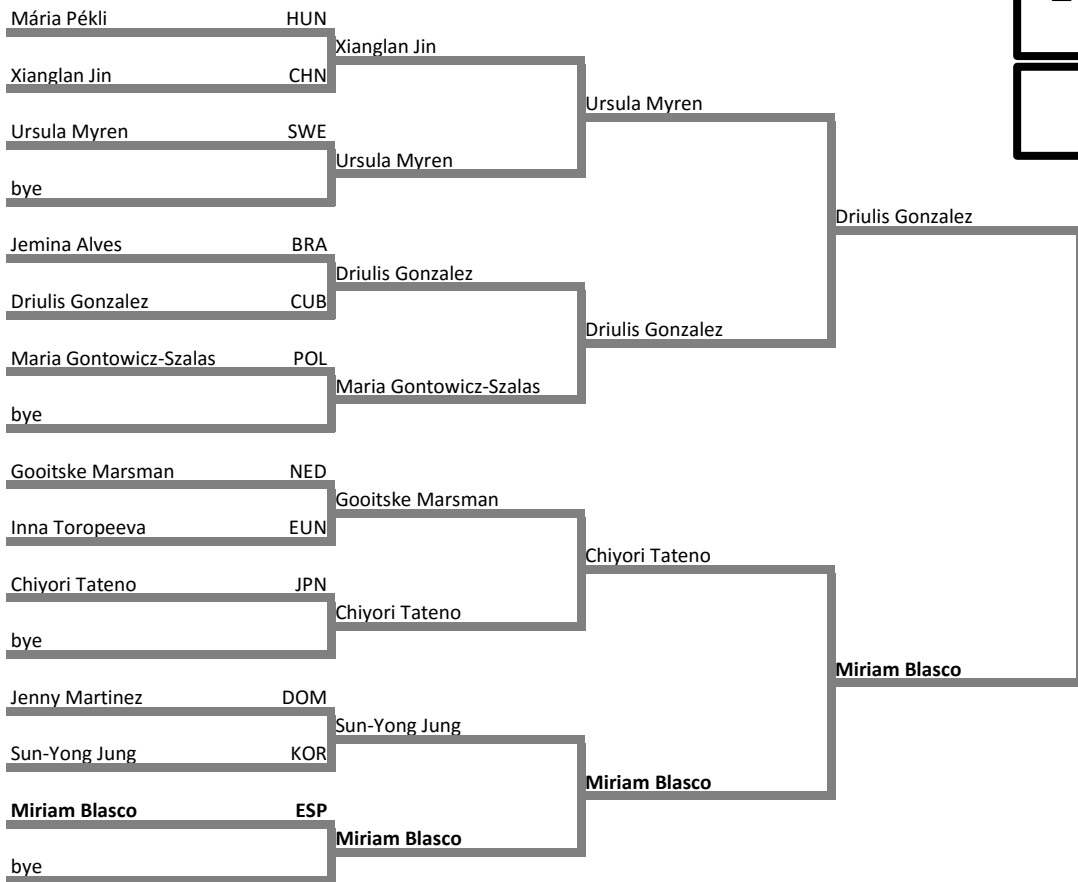 Mária Pékli HUN
Xianglan Jin
Xianglan Jin CHN
Ursula Myren
Ursula Myren SWE
Ursula Myren
bye
Driulis Gonzalez
Jemina Alves BRA
Driulis Gonzalez
Driulis Gonzalez CUB
Driulis Gonzalez
Maria Gontowicz-Szalas POL
Maria Gontowicz-Szalas
bye
Gooitske Marsman NED
Gooitske Marsman
Inna Toropeeva EUN
Chiyori Tateno
Chiyori Tateno JPN
Chiyori Tateno
bye
Miriam Blasco
Jenny Martinez DOM
Sun-Yong Jung
Sun-Yong Jung KOR
Miriam Blasco
Miriam Blasco ESP
Miriam Blasco
bye